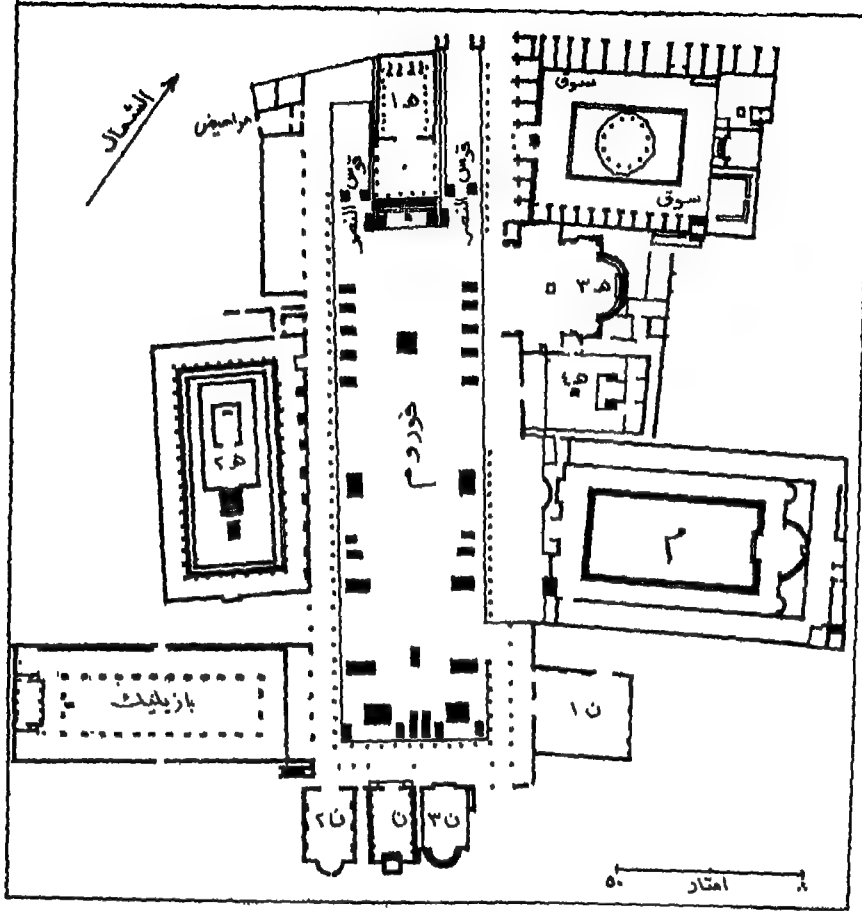 الشمال
مراحيض
هـ ١
قوس النصر
قوس النصر
سوق
سوق
هـ ٣
هـ ٤
هـ ٢
فوروم
م
بازيليك
ن ١
ن ٢
ن
ن ٣
٥٠
امتار